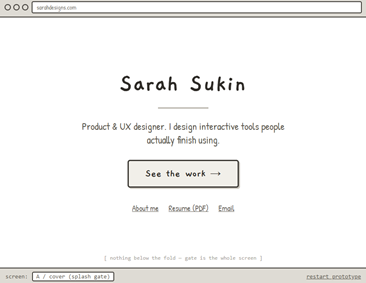 sarahdesigns.com
Sarah Sukin
Product & UX designer. I design interactive tools people
actually finish using.
See the work →
About me Resume (PDF) Email
[ nothing below the fold — gate is the whole screen ]
screen: A / cover (splash gate) restart prototype